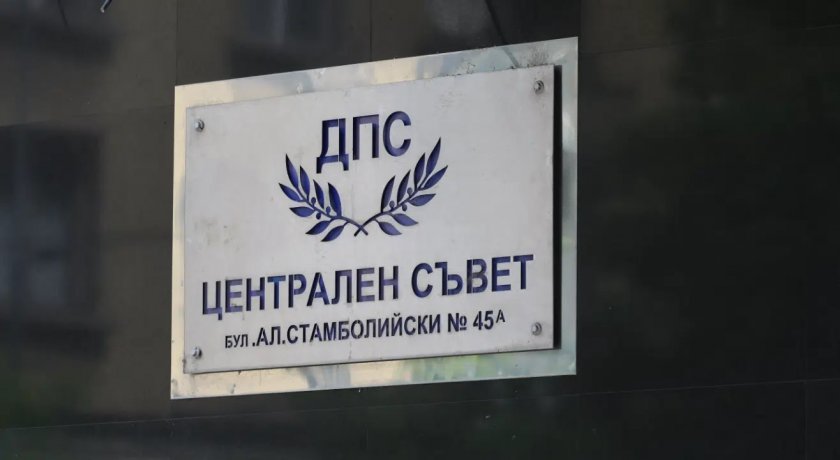 ДПС
ЦЕНТРАЛЕН СЪВЕТ
БУЛ .АЛ.СТАМБОЛИЙСКИ № 45А